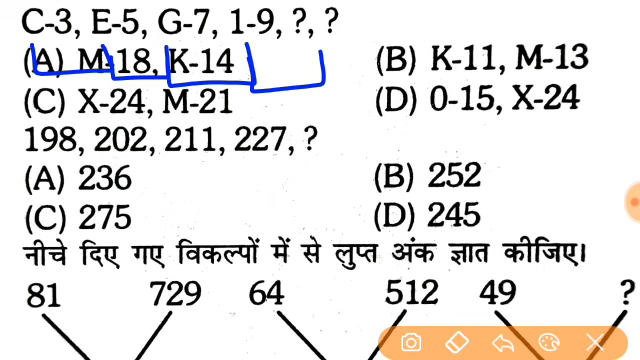 C-3, E-5, G-7, 1-9, ?, ?
(A) M-18, K-14 (B) K-11, M-13
(C) X-24, M-21 (D) 0-15, X-24
198, 202, 211, 227, ?
(A) 236 (B) 252
(C) 275 (D) 245
नीचे दिए गए विकल्पों में से लुप्त अंक ज्ञात कीजिए।
81 729 64 512 49 ?